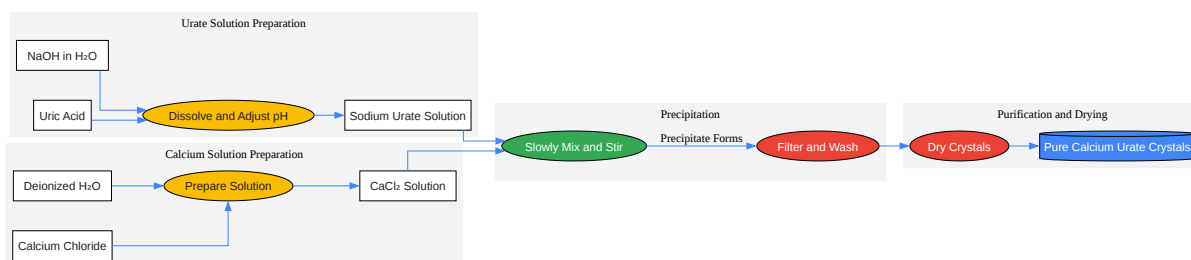 Urate Solution Preparation
NaOH in H₂O
Uric Acid
Dissolve and Adjust pH
Sodium Urate Solution
Calcium Solution Preparation
Deionized H₂O
Prepare Solution
CaCl₂ Solution
Calcium Chloride
Precipitation
Slowly Mix and Stir
Precipitate Forms
Filter and Wash
Purification and Drying
Dry Crystals
Pure Calcium Urate Crystals